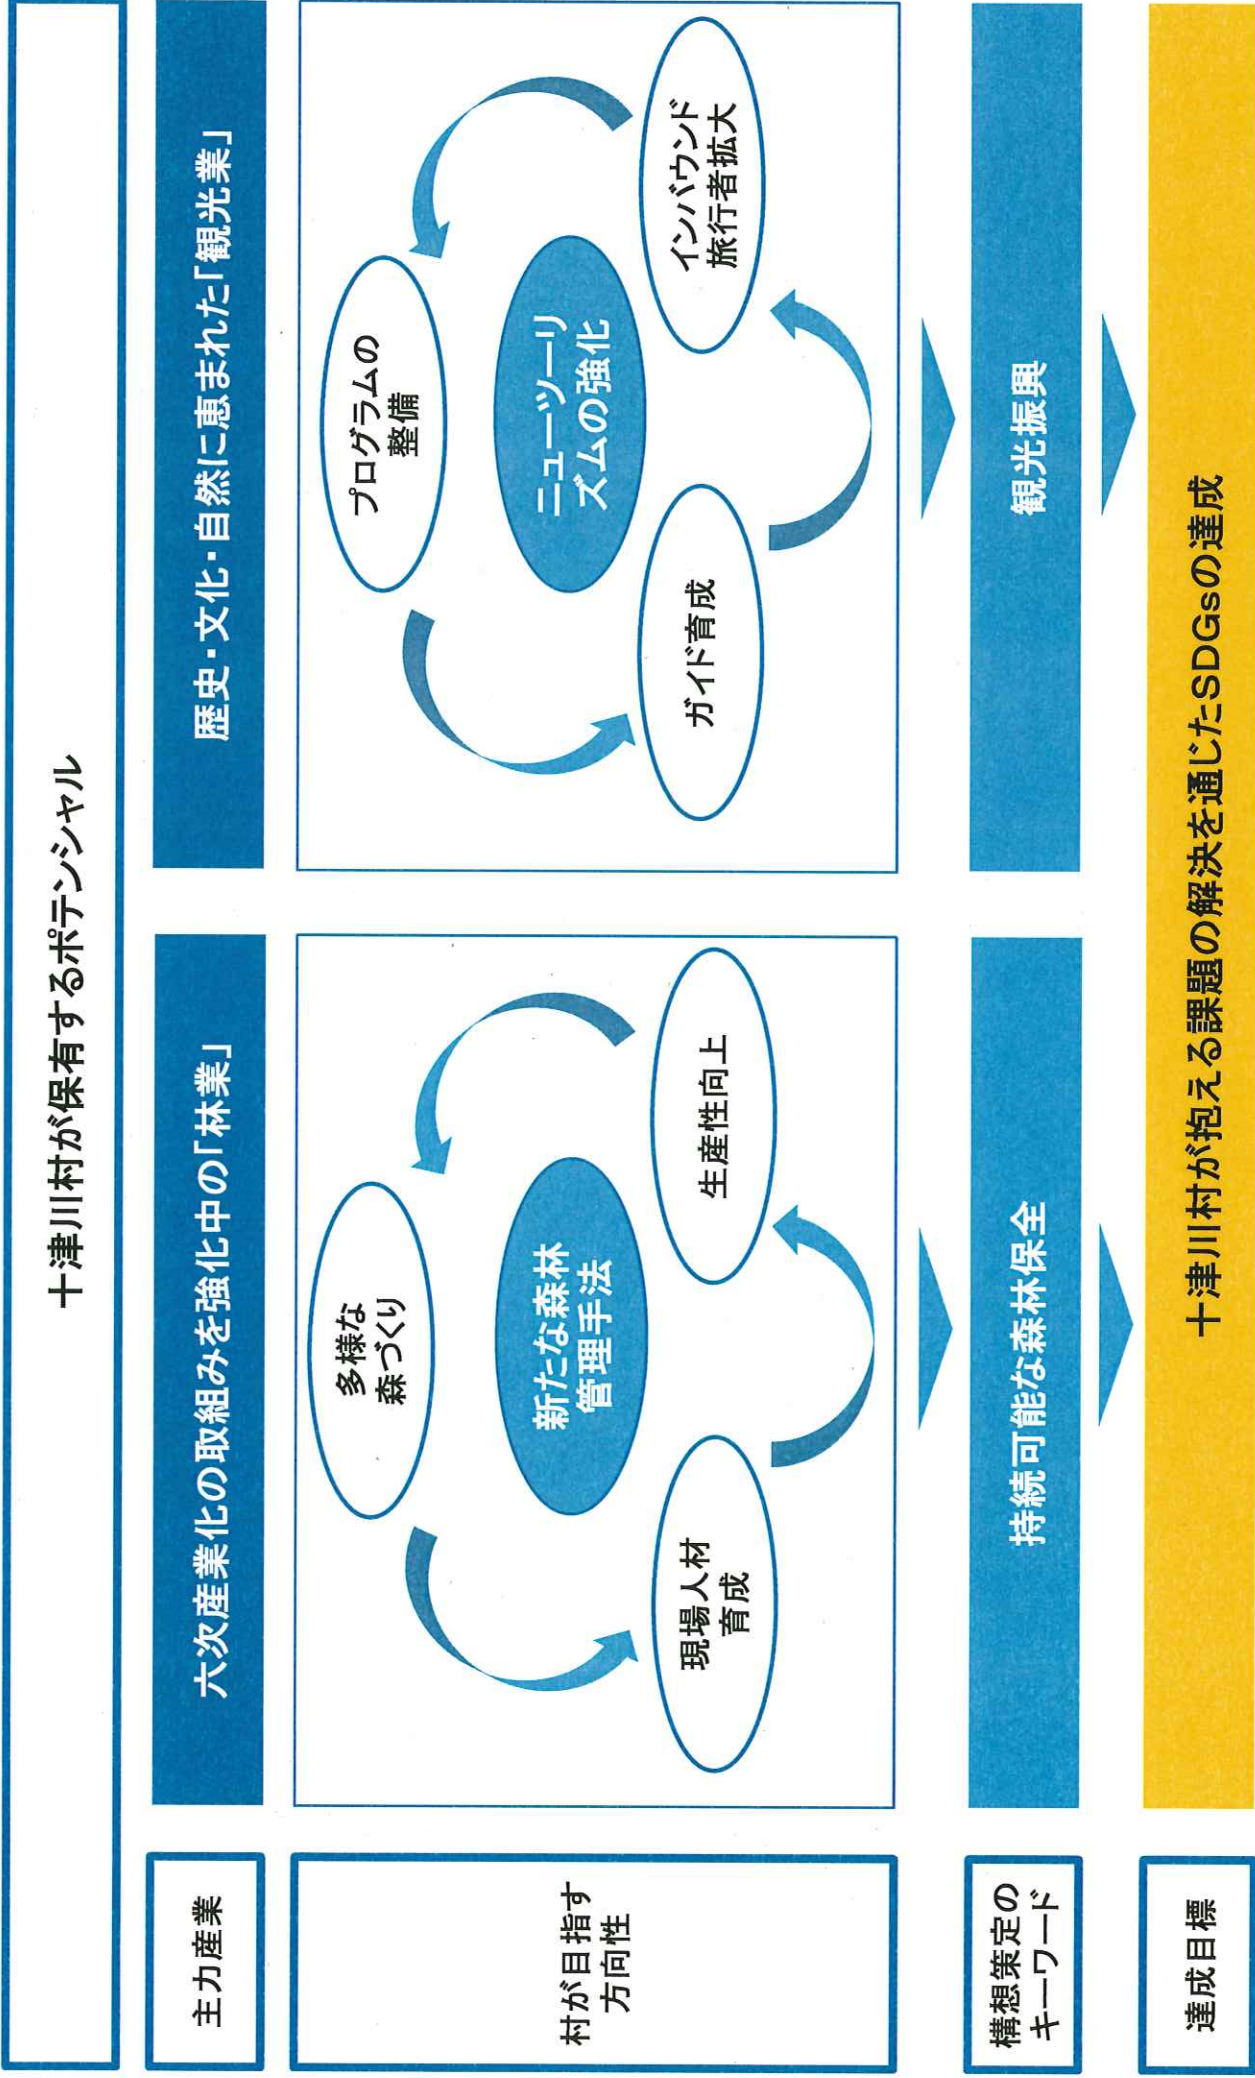 十津川村が保有するポテンシャル
主力産業
六次産業化の取組みを強化中の「林業」
歴史・文化・自然に恵まれた「観光業」
村が目指す
方向性
多様な
森づくり
新たな森林
管理手法
現場人材
育成
生産性向上
プログラムの
整備
ニューツーリ
ズムの強化
ガイド育成
インバウンド
旅行者拡大
構想策定の
キーワード
持続可能な森林保全
観光振興
達成目標
十津川村が抱える課題の解決を通じたSDGsの達成